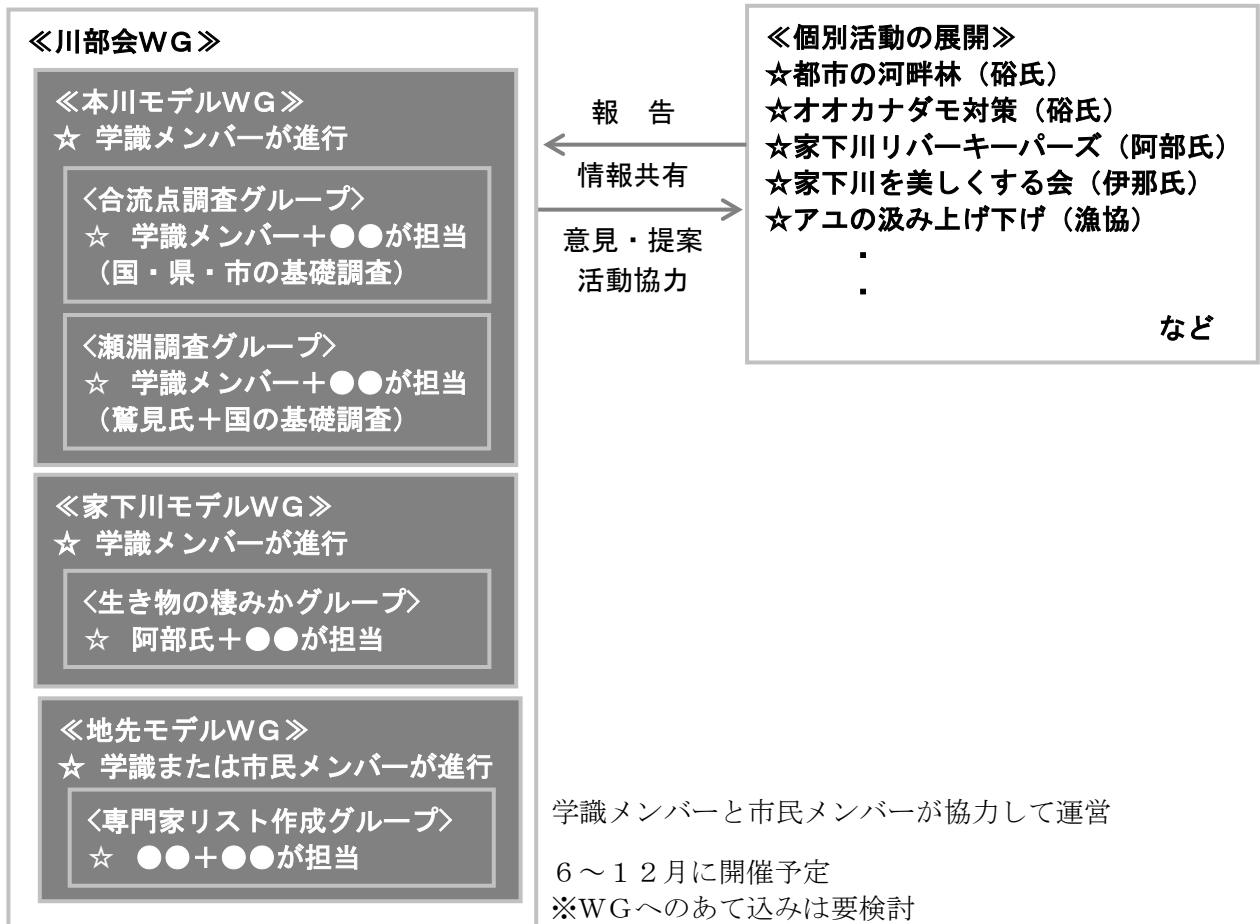 ≪川部会WG≫
≪本川モデルWG≫
☆ 学識メンバーが進行
<合流点調査グループ>
☆ 学識メンバー+●●が担当
(国・県・市の基礎調査)
<瀬淵調査グループ>
☆ 学識メンバー+●●が担当
(鷲見氏+国の基礎調査)
≪家下川モデルWG≫
☆ 学識メンバーが進行
<生き物の棲みかグループ>
☆ 阿部氏+●●が担当
≪地先モデルWG≫
☆ 学識または市民メンバーが進行
<専門家リスト作成グループ>
☆ ●●+●●が担当
報 告
情報共有
意見・提案
活動協力
≪個別活動の展開≫
☆都市の河畔林(硲氏)
☆オオカナダモ対策(硲氏)
☆家下川リバーキーパーズ(阿部氏)
☆家下川を美しくする会(伊那氏)
☆アユの汲み上げ下げ(漁協)
・
・
など
学識メンバーと市民メンバーが協力して運営
6~12月に開催予定
※WGへのあて込みは要検討